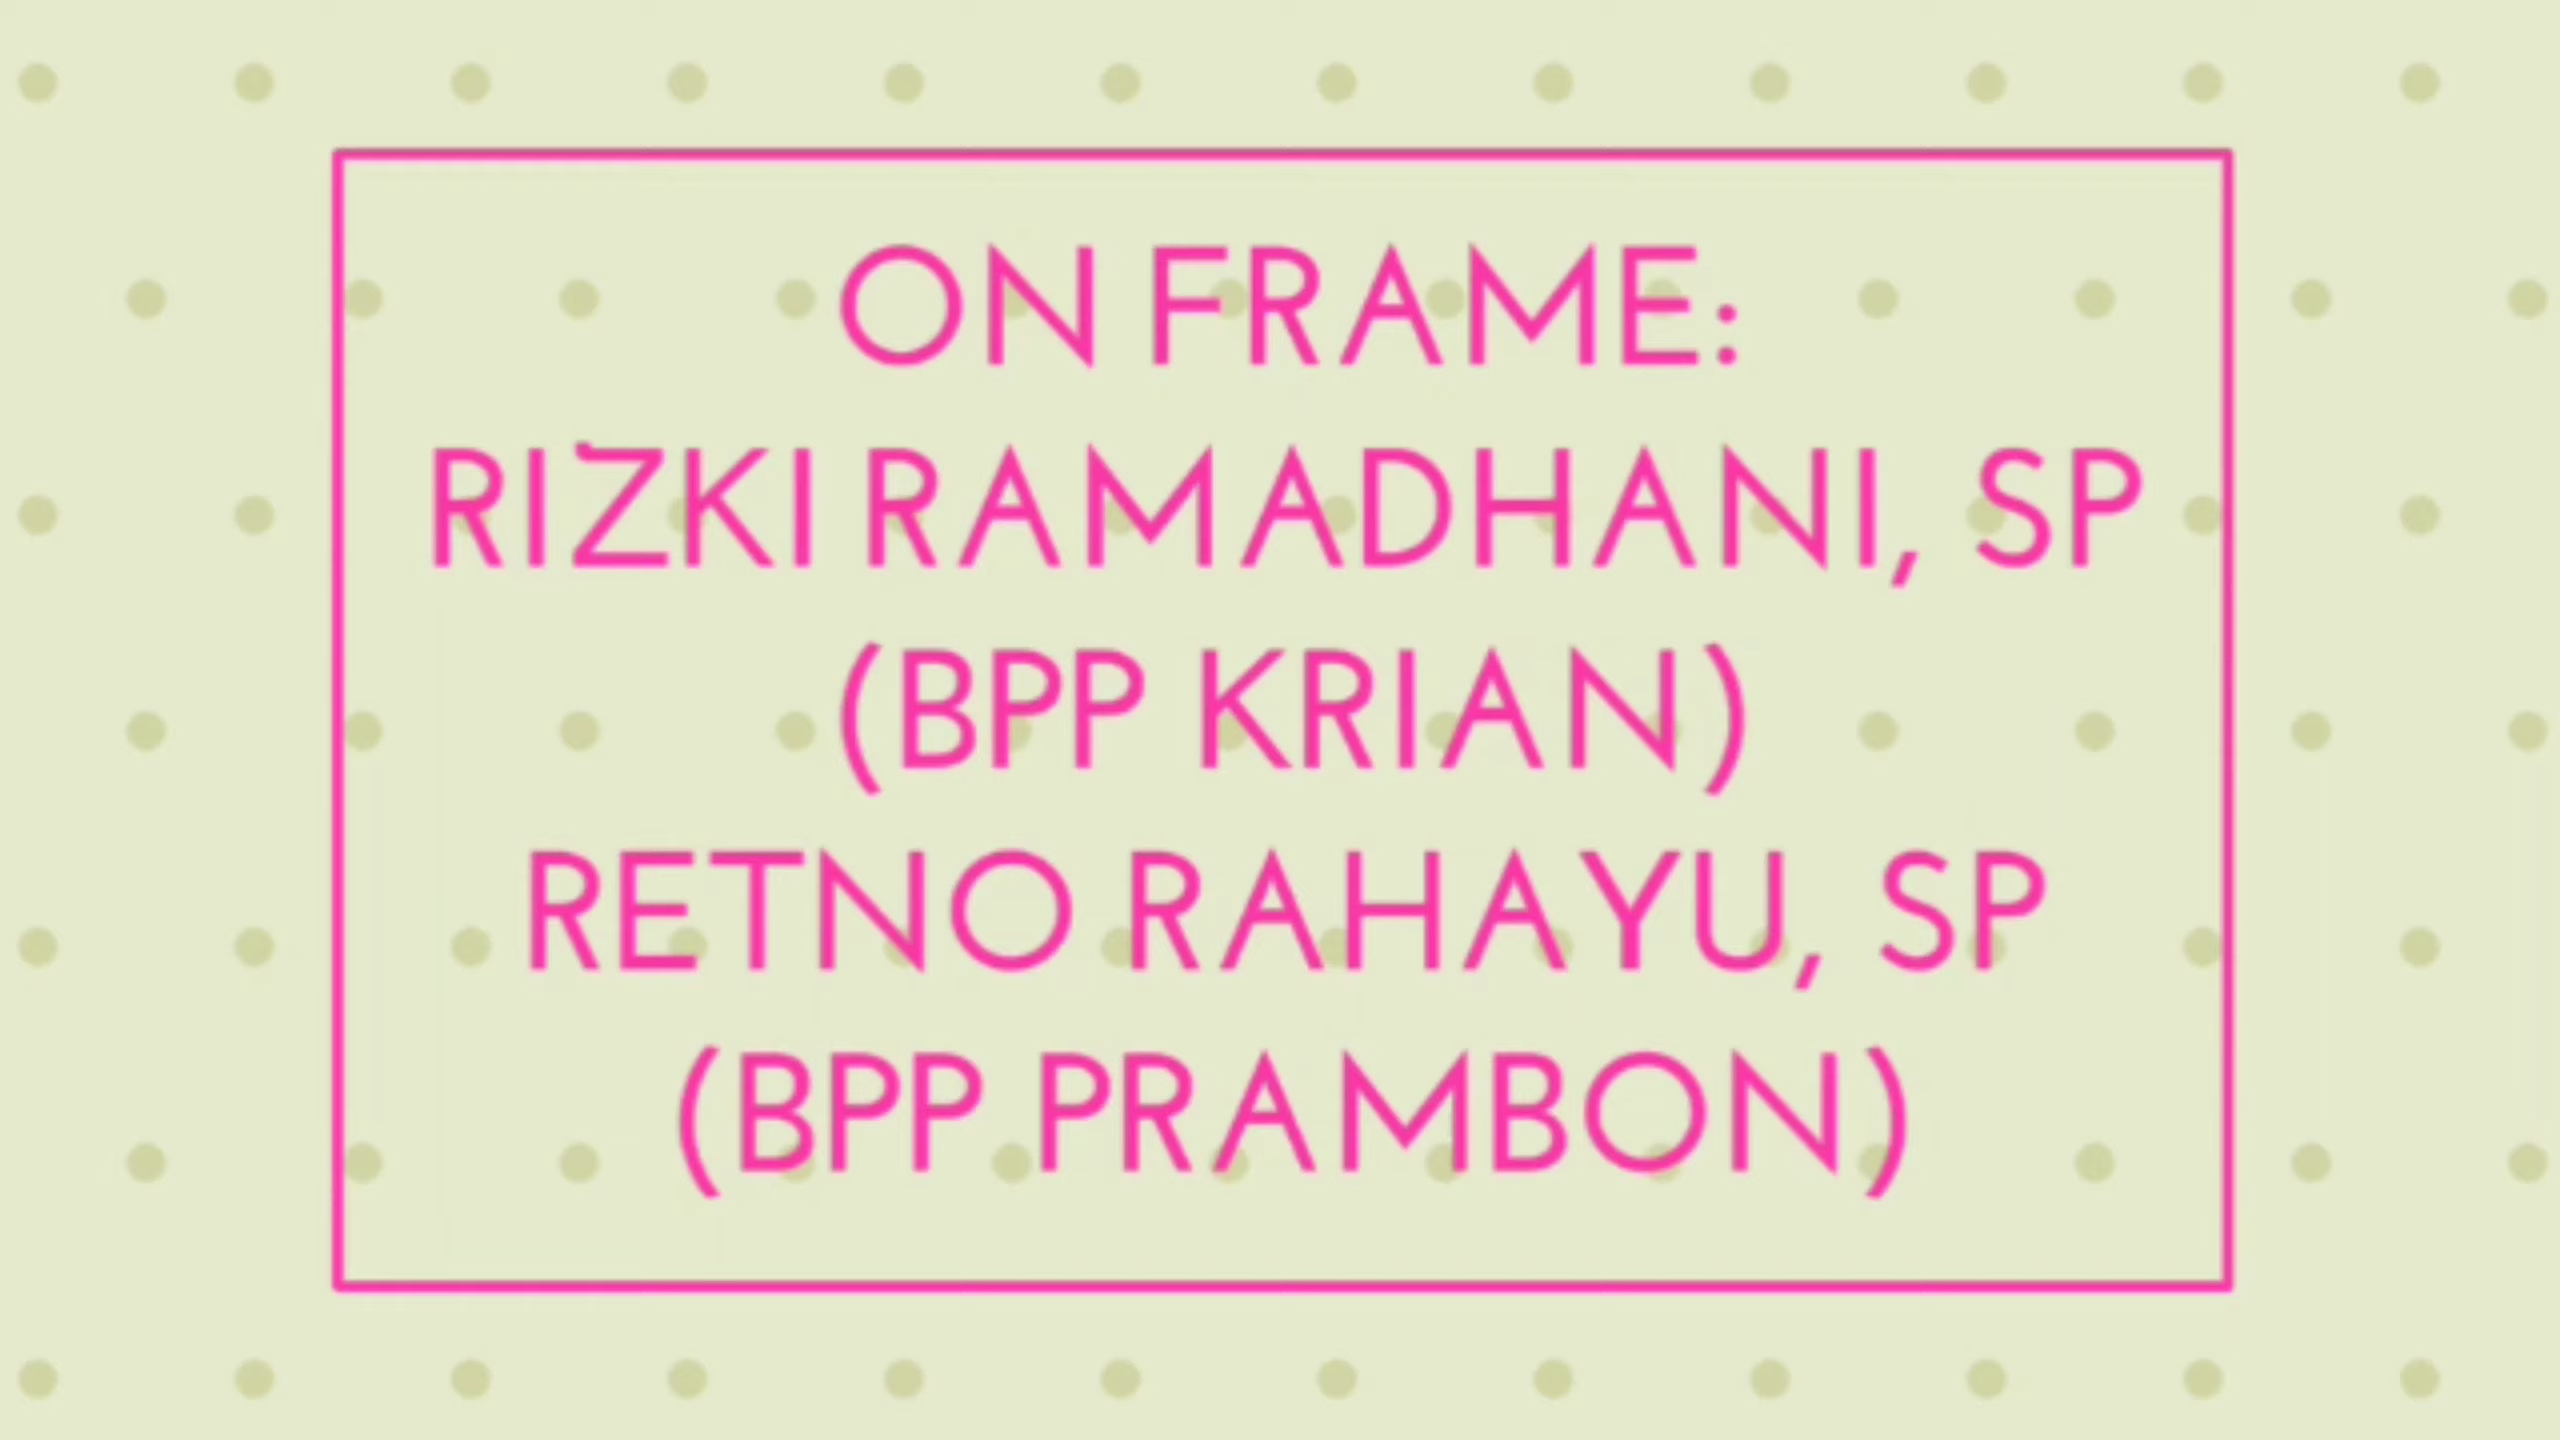 ON FRAME:
RIZKI RAMADHANI, SP
(BPP KRIAN)
RETNO RAHAYU, SP
(BPP PRAMBON)